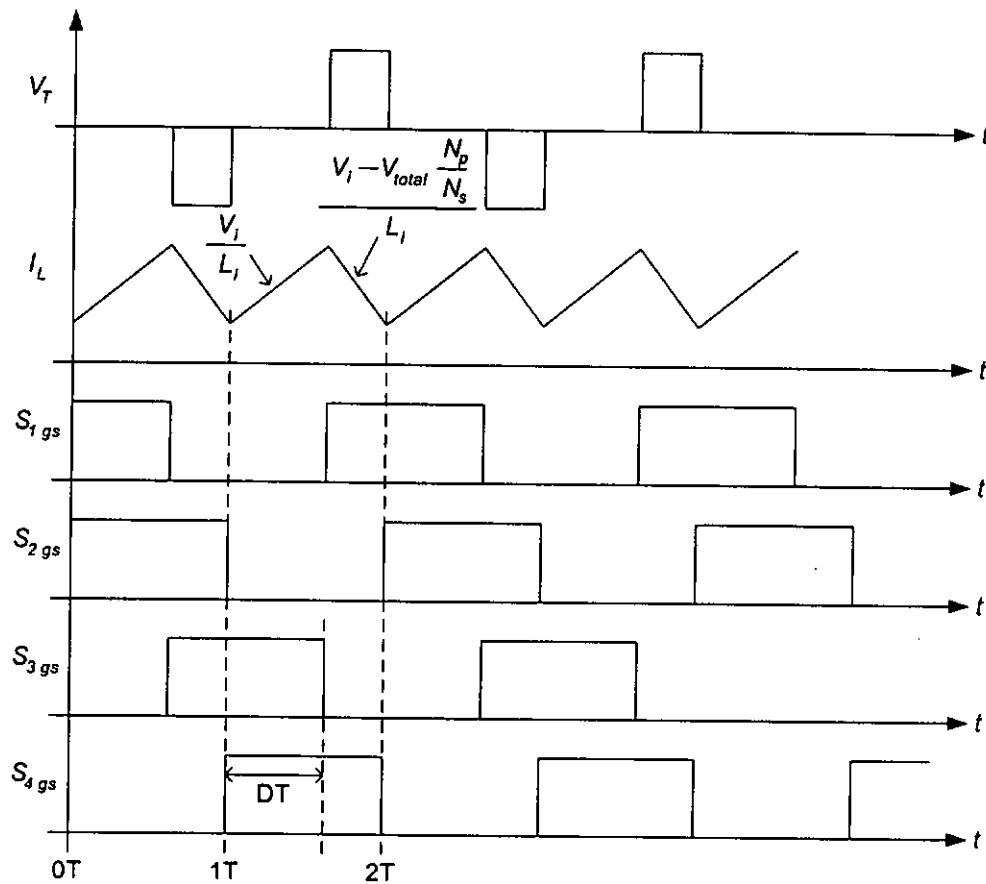 V_T
t
V_i – V_total N_p
N_s
L_i
V_i
L_i
I_L
t
S_1 gs
t
S_2 gs
t
S_3 gs
t
S_4 gs
DT
t
0T 1T 2T